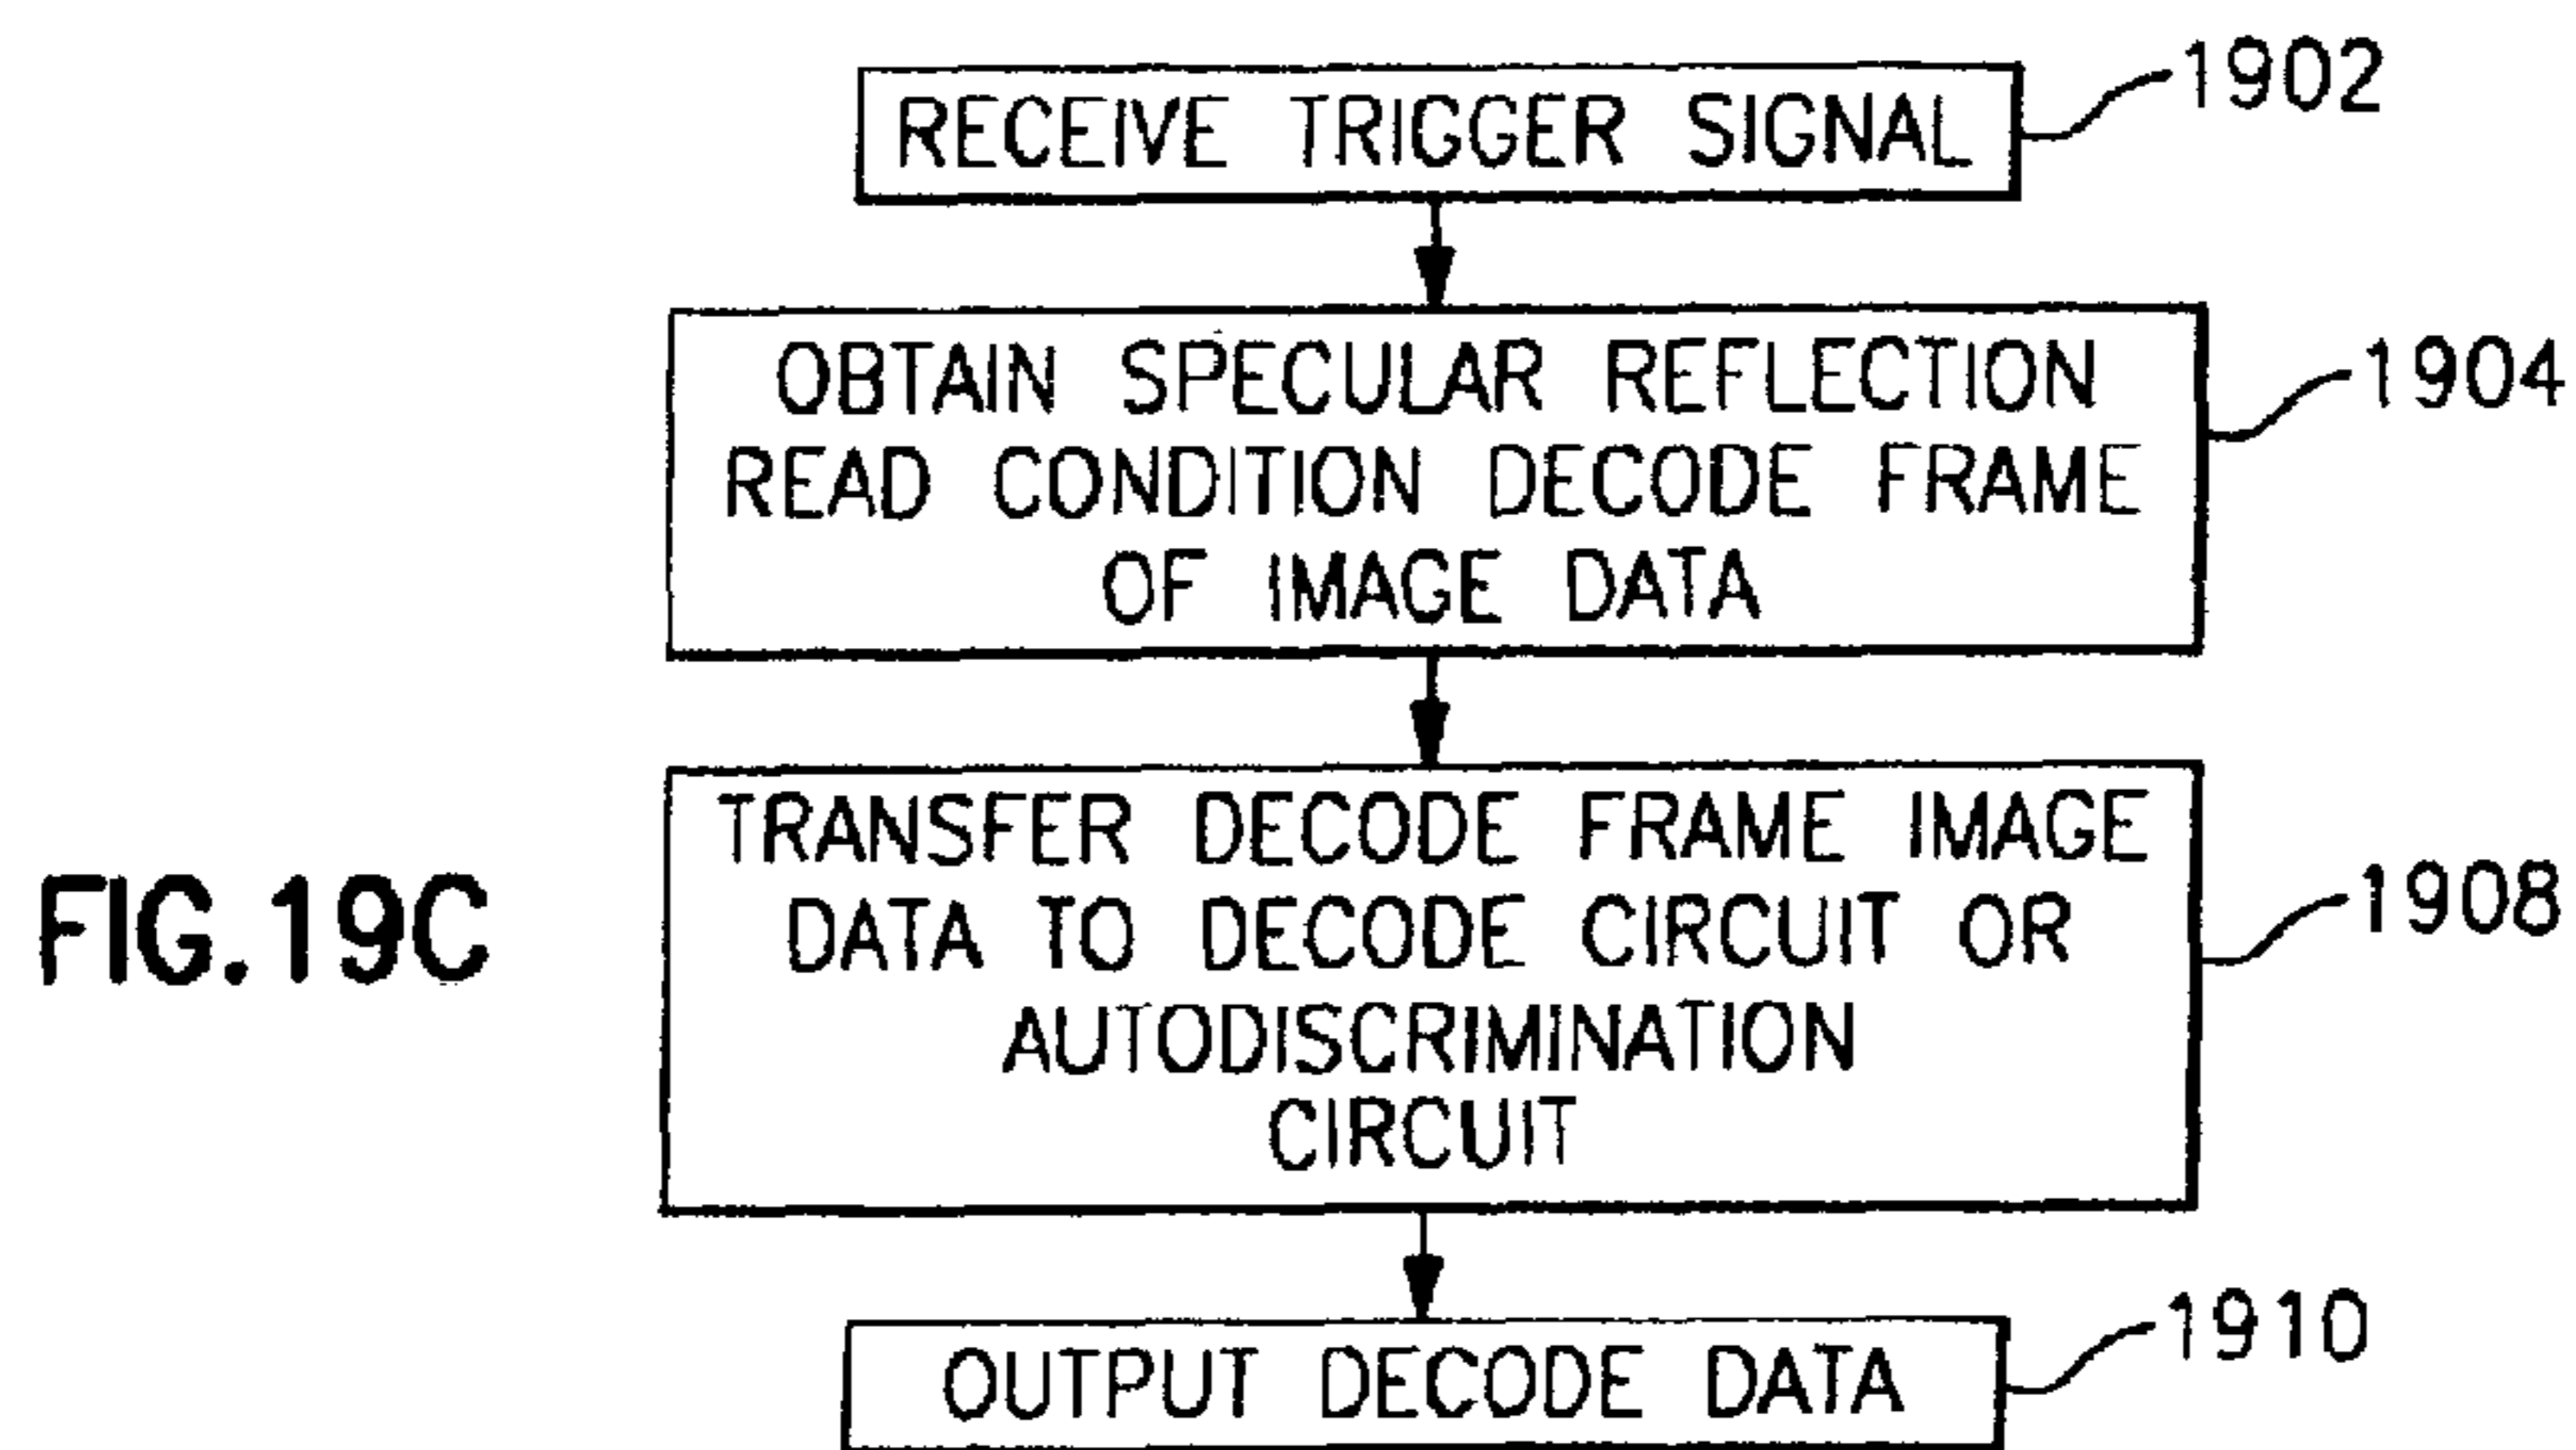 RECEIVE TRIGGER SIGNAL
1902
OBTAIN SPECULAR REFLECTION
READ CONDITION DECODE FRAME
OF IMAGE DATA
1904
TRANSFER DECODE FRAME IMAGE
DATA TO DECODE CIRCUIT OR
AUTODISCRIMINATION
CIRCUIT
1908
FIG.19C
OUTPUT DECODE DATA
1910